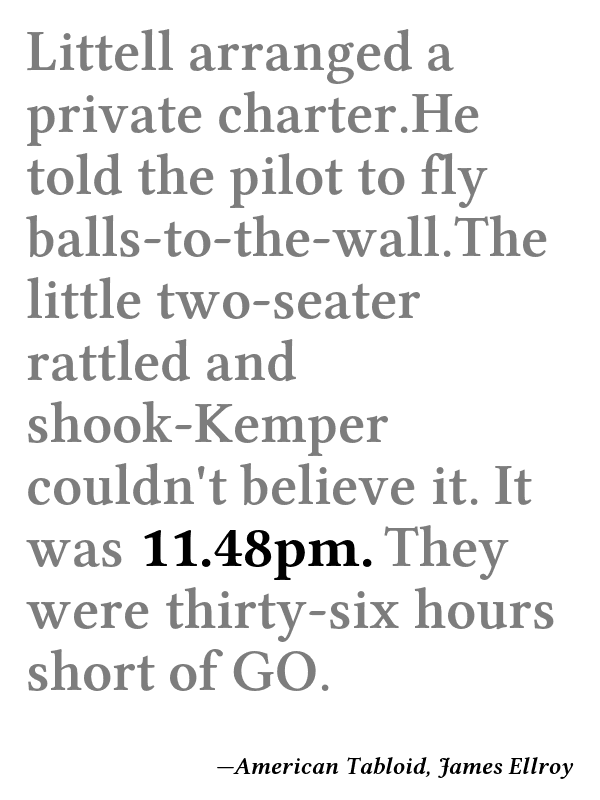 Littell arranged a
private charter.He
told the pilot to fly
balls-to-the-wall.The
little two-seater
rattled and
shook-Kemper
couldn't believe it. It
was 11.48pm. They
were thirty-six hours
short of GO.
—American Tabloid, James Ellroy